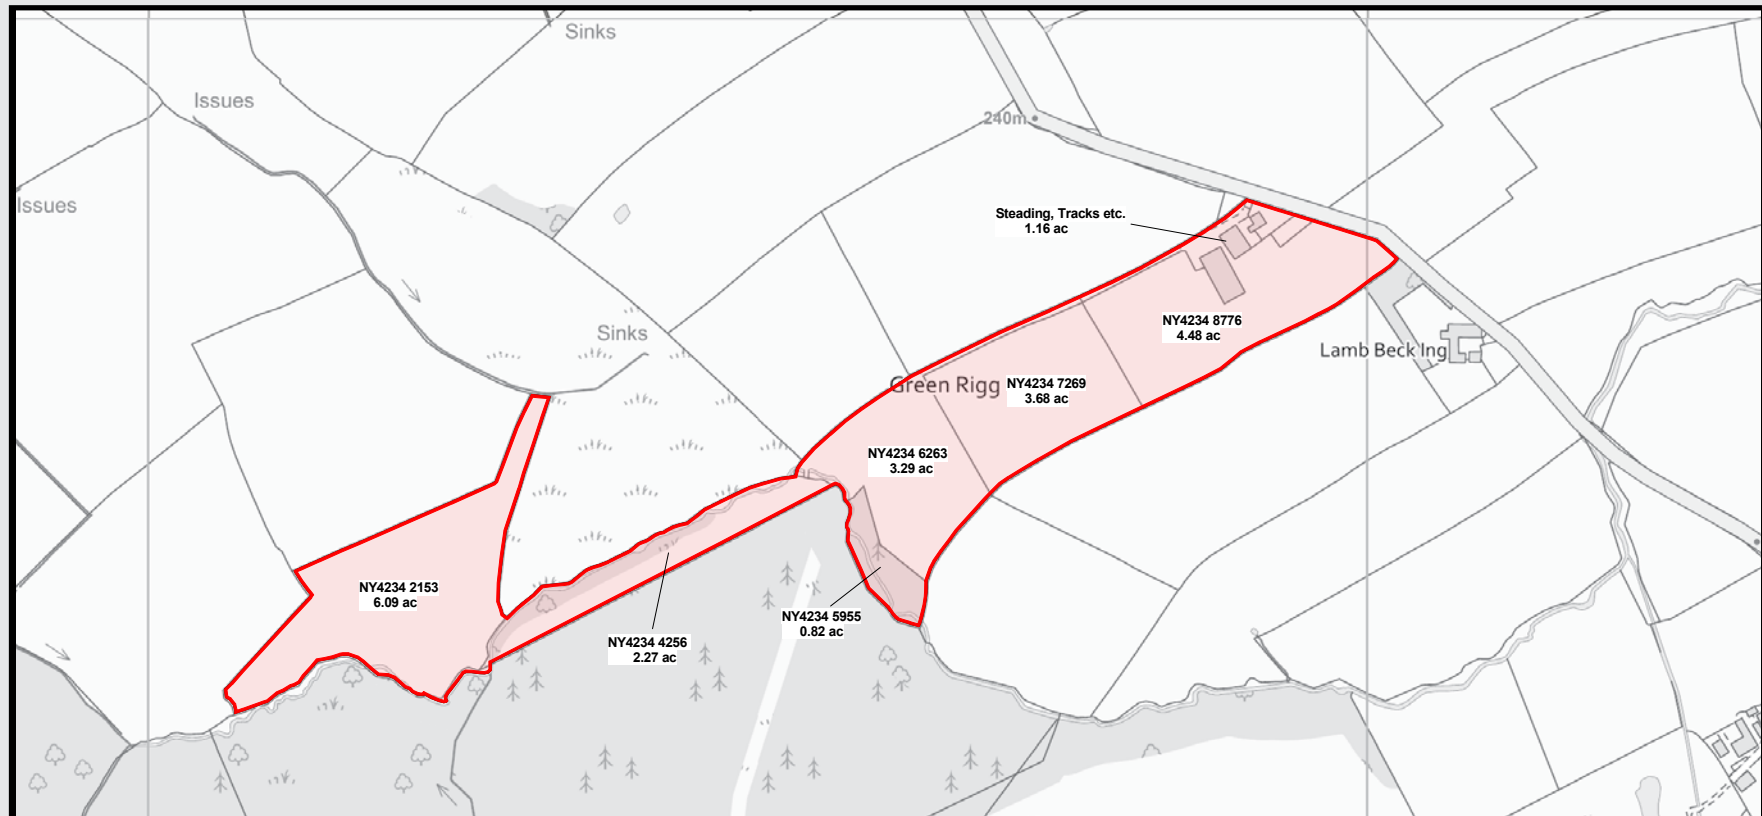 Sinks
Issues
240m
Issues
Steading, Tracks etc.
1.16 ac
NY4234 8776
4.48 ac
Sinks
Lamb Beck Ing
Green Rigg
NY4234 7269
3.68 ac
NY4234 6263
3.29 ac
NY4234 2153
6.09 ac
NY4234 5955
0.82 ac
NY4234 4256
2.27 ac